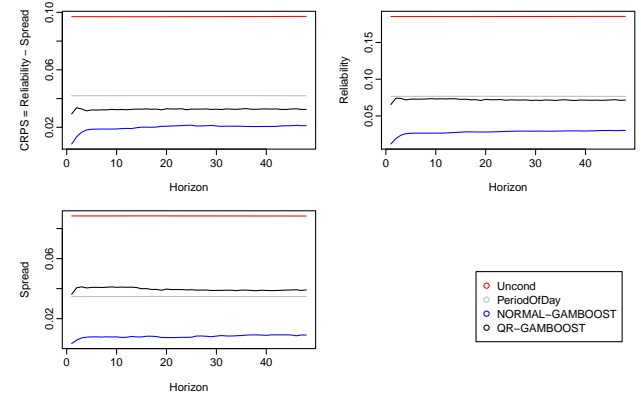 CRPS = Reliability − Spread
0.02
0.06
0.10
0
10
20
30
40
Horizon
Reliability
0.05
0.10
0.15
0
10
20
30
40
Horizon
Spread
0.02
0.06
0
10
20
30
40
Horizon
Uncond
PeriodOfDay
NORMAL−GAMBOOST
QR−GAMBOOST